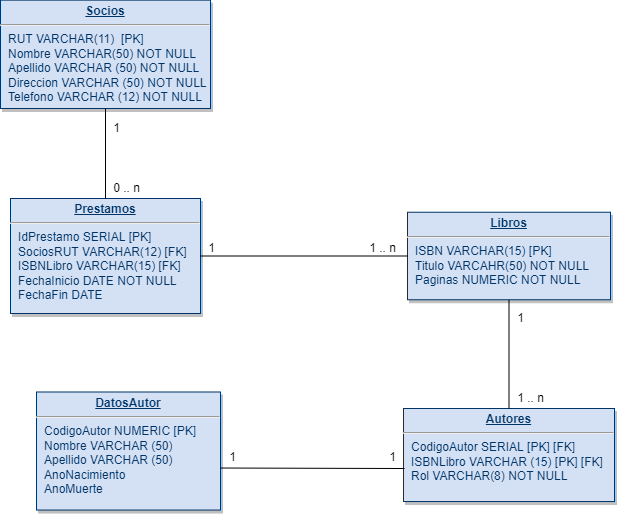 Socios
RUT VARCHAR(11) [PK]
Nombre VARCHAR(50) NOT NULL
Apellido VARCHAR (50) NOT NULL
Direccion VARCHAR (50) NOT NULL
Telefono VARCHAR (12) NOT NULL
1
0 .. n
Prestamos
IdPrestamo SERIAL [PK]
SociosRUT VARCHAR(12) [FK]
ISBNLibro VARCHAR(15) [FK]
FechaInicio DATE NOT NULL
FechaFin DATE
1
1 .. n
Libros
ISBN VARCHAR(15) [PK]
Titulo VARCAHR(50) NOT NULL
Paginas NUMERIC NOT NULL
1
1 .. n
DatosAutor
CodigoAutor NUMERIC [PK]
Nombre VARCHAR (50)
Apellido VARCHAR (50)
AnoNacimiento
AnoMuerte
1
1
Autores
CodigoAutor SERIAL [PK] [FK]
ISBNLibro VARCHAR (15) [PK] [FK]
Rol VARCHAR(8) NOT NULL